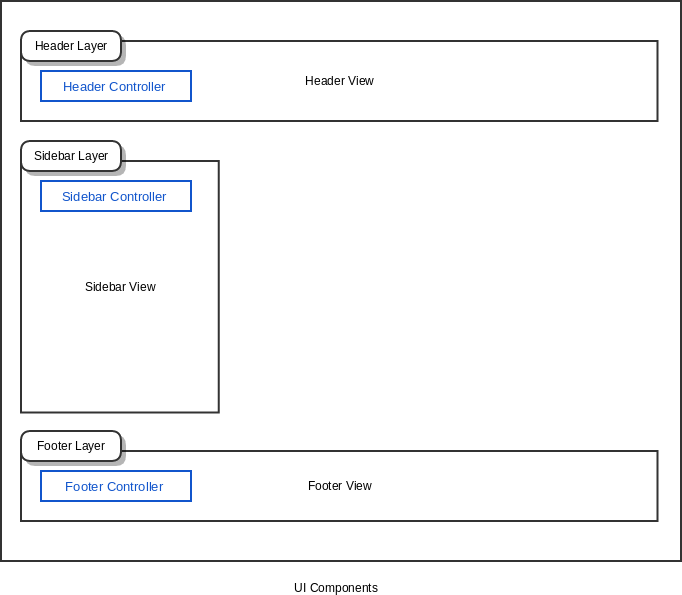 Header Layer
Header Controller
Header View
Sidebar Layer
Sidebar Controller
Sidebar View
Footer Layer
Footer Controller
Footer View
UI Components